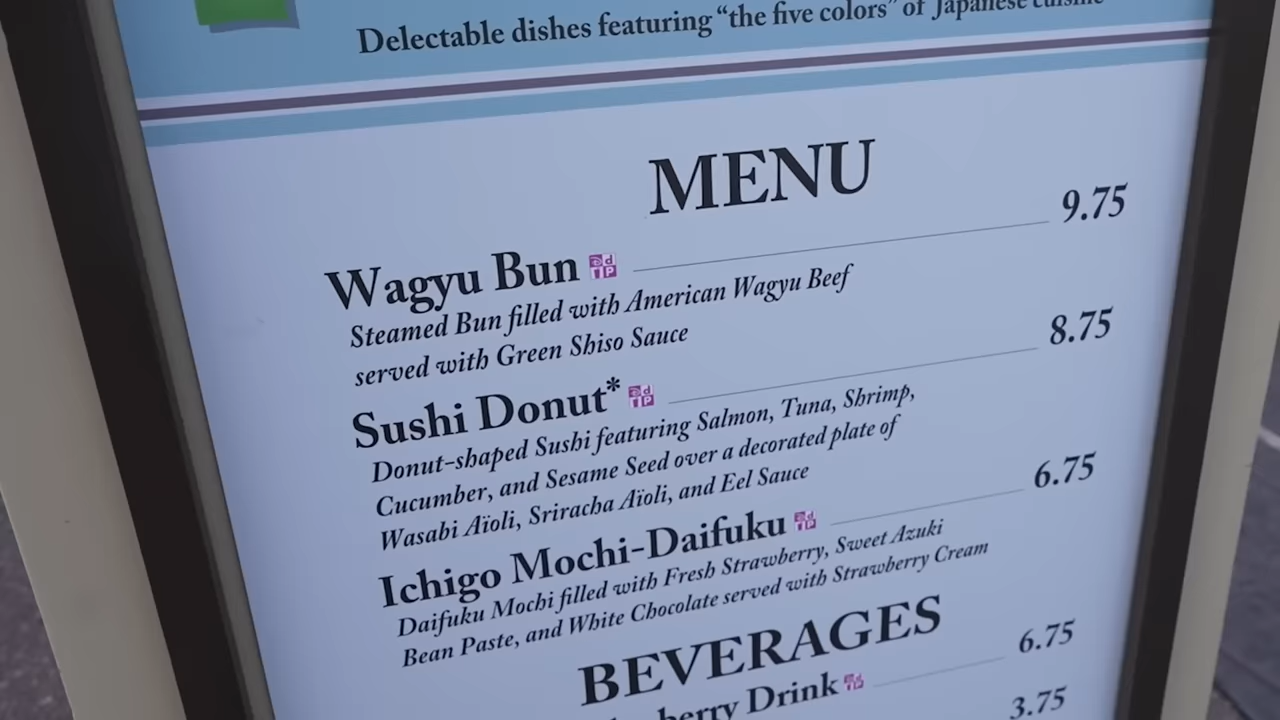 Delectable dishes featuring “the five colors” of Japanese cuisine
MENU
Wagyu Bun 9.75
Steamed Bun filled with American Wagyu Beef
served with Green Shiso Sauce
Sushi Donut* 8.75
Donut-shaped Sushi featuring Salmon, Tuna, Shrimp,
Cucumber, and Sesame Seed over a decorated plate of
Wasabi Aïoli, Sriracha Aïoli, and Eel Sauce
Ichigo Mochi-Daifuku 6.75
Daifuku Mochi filled with Fresh Strawberry, Sweet Azuki
Bean Paste, and White Chocolate served with Strawberry Cream
BEVERAGES
Drink 6.75
3.75